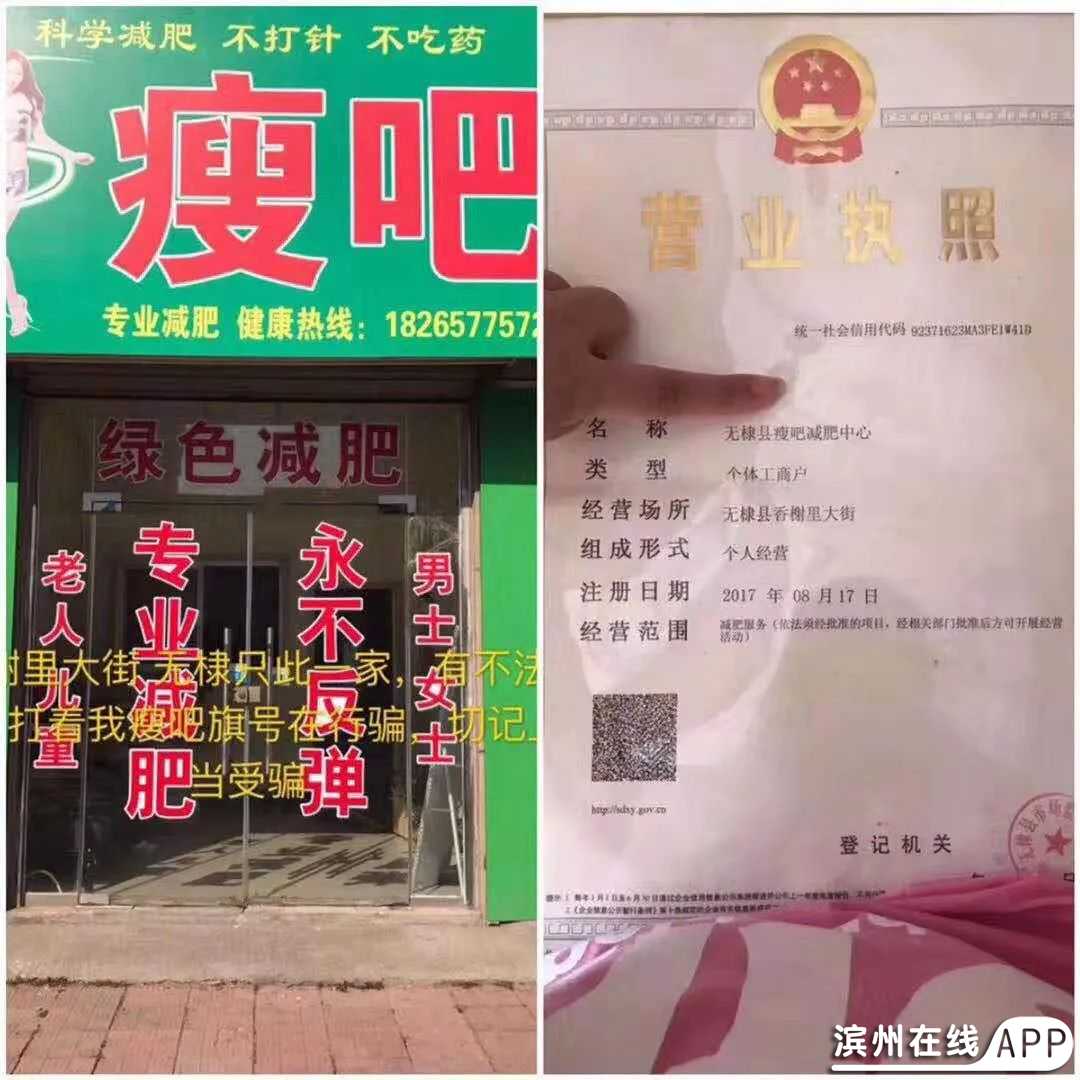 科学减肥 不打针 不吃药
瘦吧
专业减肥 健康热线：1826577572
绿色减肥
老人儿童
专业减肥
永不反弹
男士女士
榭里大街 无棣只此一家，有不法
打着我瘦吧旗号在行骗，切记上
当受骗
营业执照
统一社会信用代码 92371623MA3FE1W41B
名称 无棣县瘦吧减肥中心
类型 个体工商户
经营场所 无棣县香榭里大街
组成形式 个人经营
注册日期 2017 年 08 月 17 日
经营范围 减肥服务（依法须经批准的项目，经相关部门批准后方可开展经营
活动）
http://sdxy.gov.cn
登记机关
滨州在线 APP